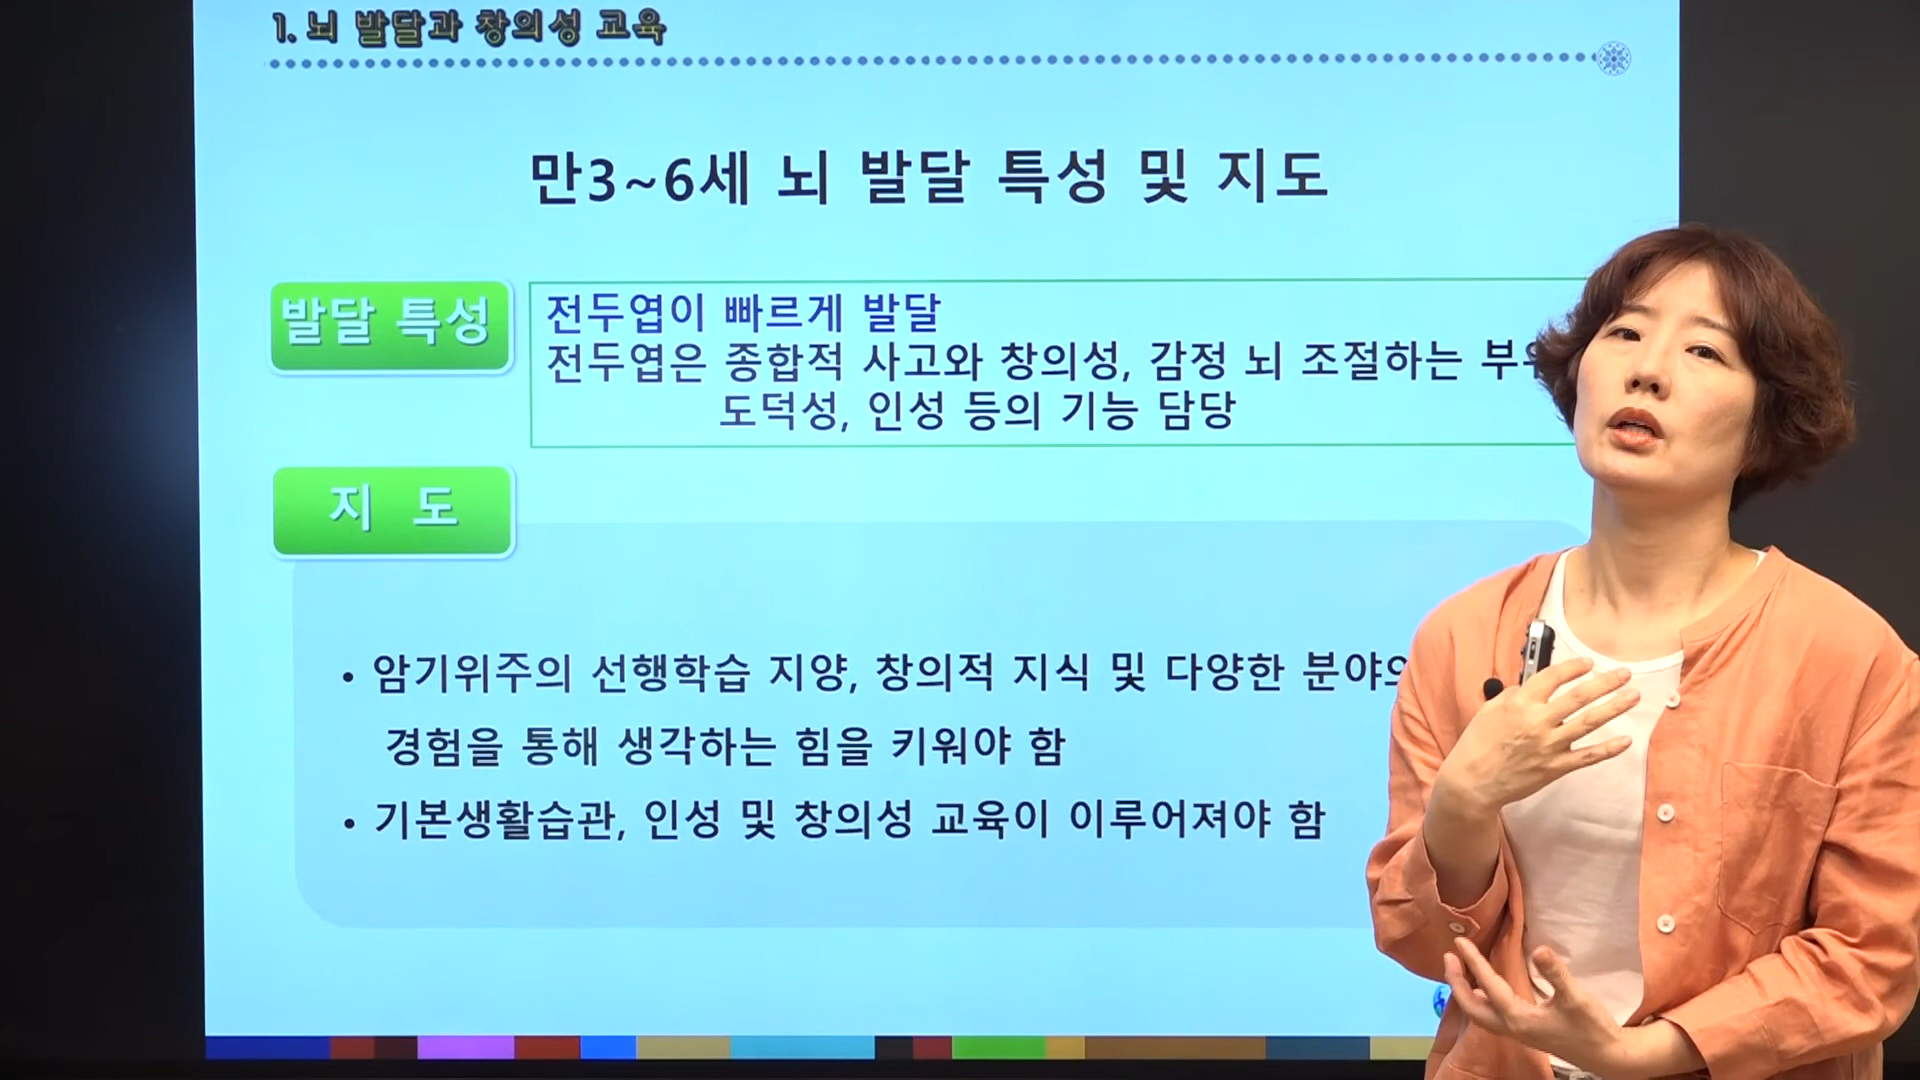 1. 뇌 발달과 창의성 교육
만3~6세 뇌 발달 특성 및 지도
발달 특성
전두엽이 빠르게 발달
전두엽은 종합적 사고와 창의성, 감정 뇌 조절하는
도덕성, 인성 등의 기능 담당
지 도
• 암기위주의 선행학습 지양, 창의적 지식 및 다양한
경험을 통해 생각하는 힘을 키워야 함
• 기본생활습관, 인성 및 창의성 교육이 이루어져야 함